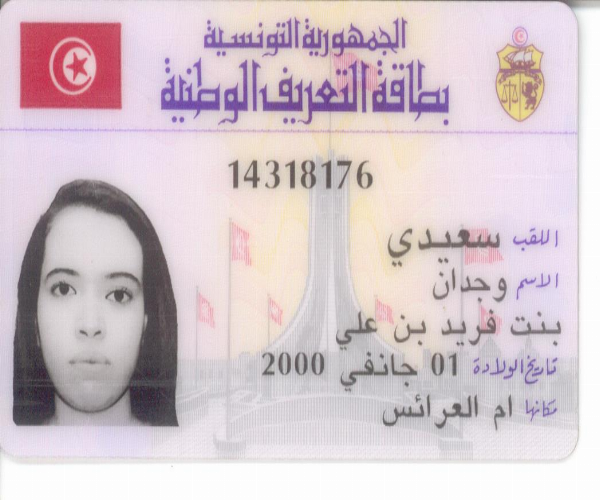 الجمهورية التونسية
بطاقة التعريف الوطنية
14318176
اللقب سعيدي
الاسم وجدان
بنت فريد بن علي
تاريخ الولادة 01 جانفي 2000
مكانها ام العرائس